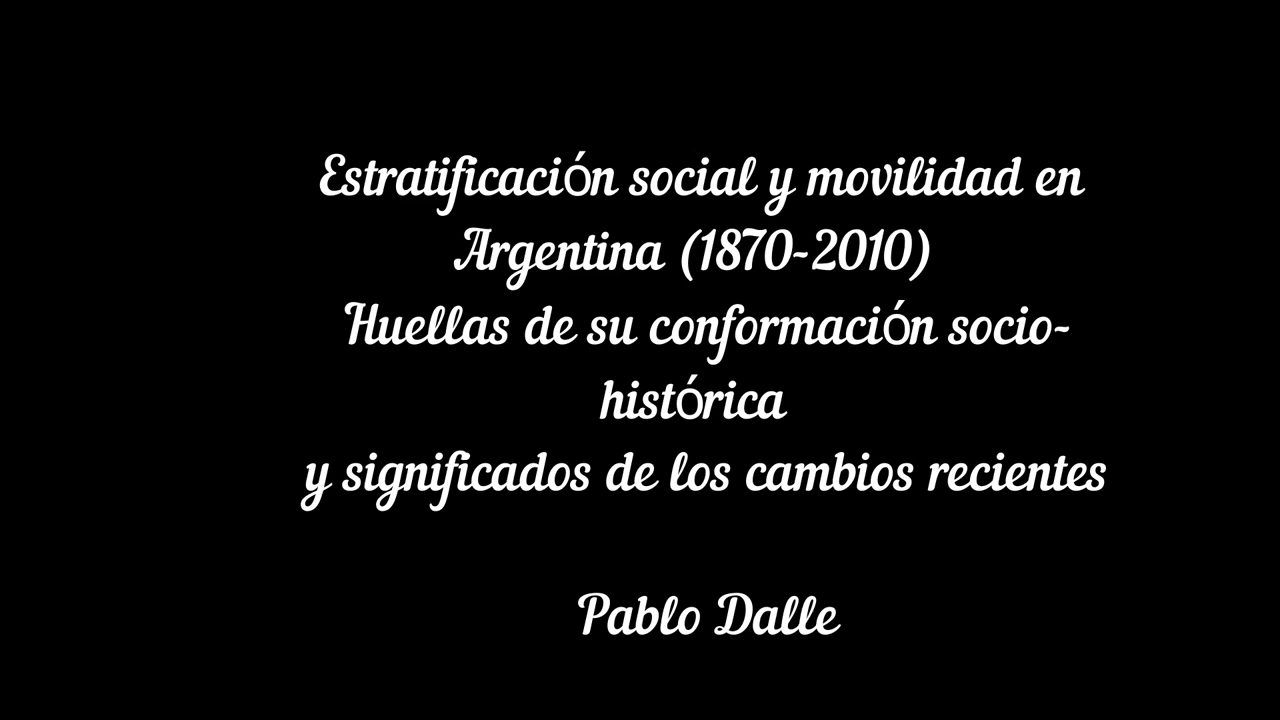 Estratificación social y movilidad en
Argentina (1870-2010)
Huellas de su conformación socio-
histórica
y significados de los cambios recientes
Pablo Dalle